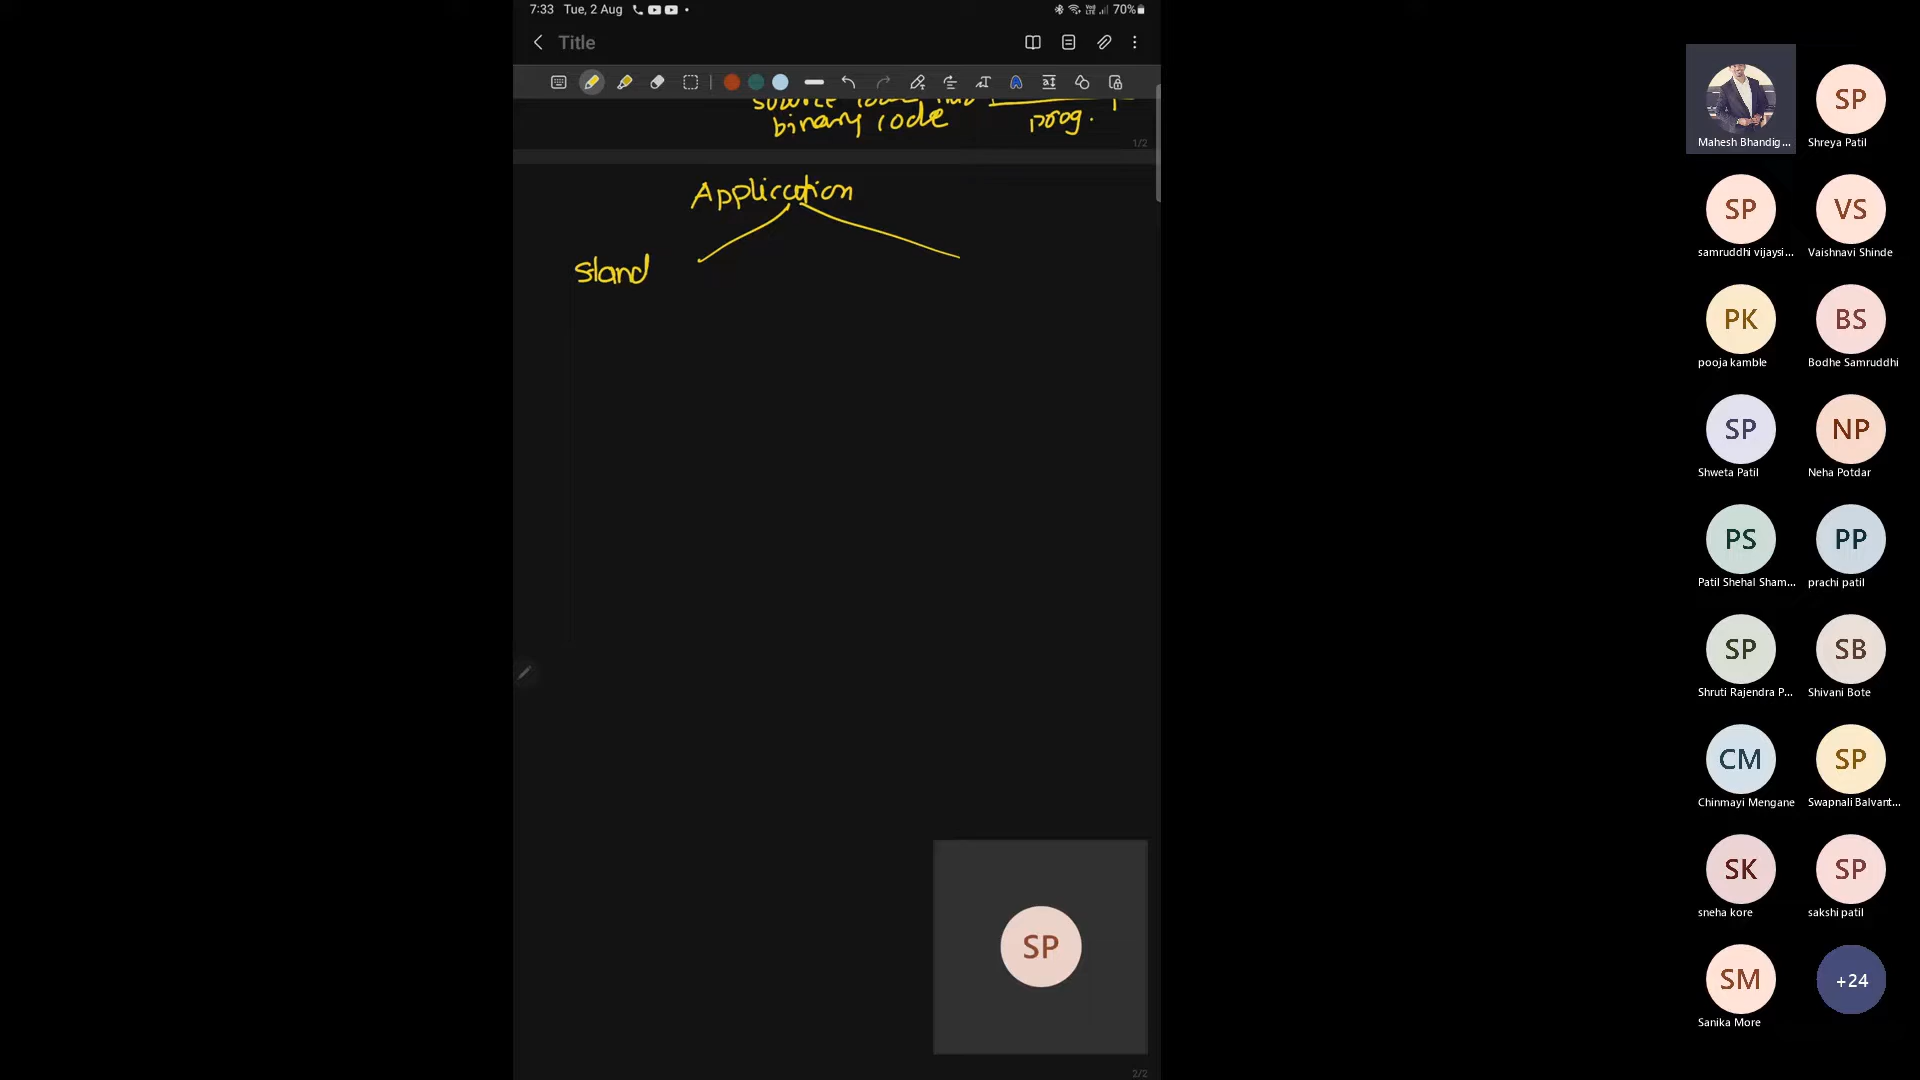 7:33 Tue, 2 Aug
70%
Title
binary code
prog.
1/2
Application
Stand
SP
2/2
Mahesh Bhandig...
SP
Shreya Patil
SP
samruddhi vijaysi...
VS
Vaishnavi Shinde
PK
pooja kamble
BS
Bodhe Samruddhi
SP
Shweta Patil
NP
Neha Potdar
PS
Patil Shehal Sham...
PP
prachi patil
SP
Shruti Rajendra P...
SB
Shivani Bote
CM
Chinmayi Mengane
SP
Swapnali Balvant...
SK
sneha kore
SP
sakshi patil
SM
Sanika More
+24